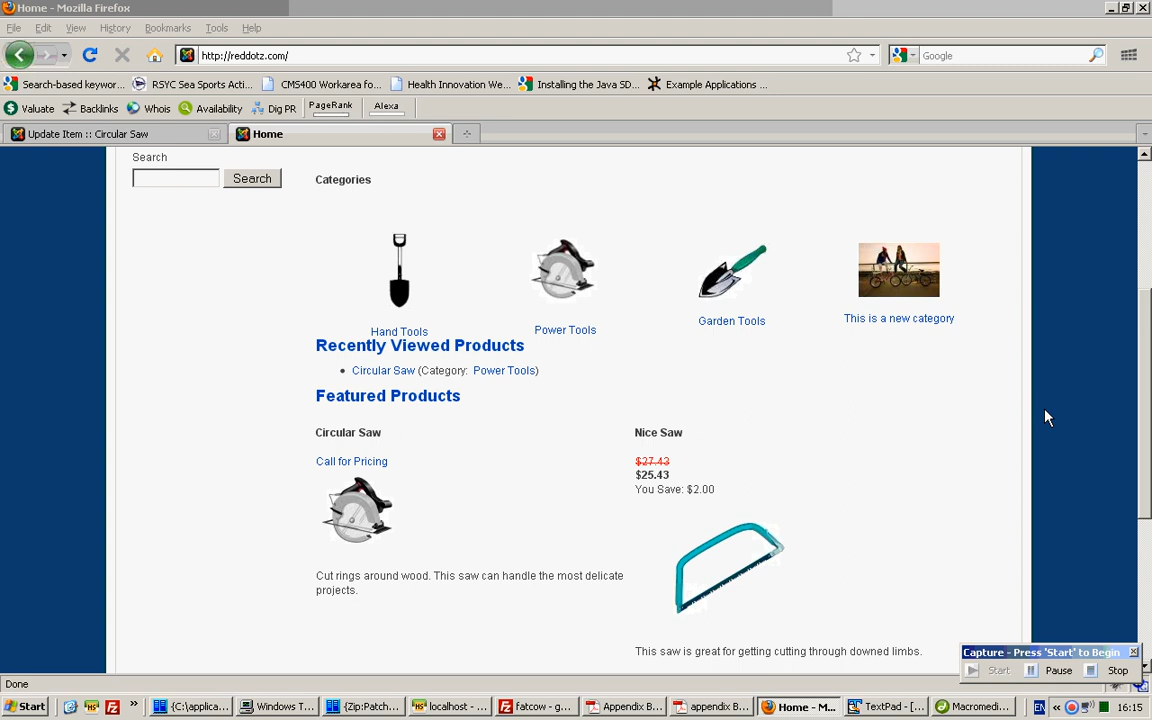 Home - Mozilla Firefox
File Edit View History Bookmarks Tools Help
http://reddotz.com/
Google
Search-based keywor... RSYC Sea Sports Acti... CMS400 Workarea fo... Health Innovation We... Installing the Java SD... Example Applications ...
Valuate Backlinks Whois Availability Dig PR PageRank Alexa
Update Item :: Circular Saw
Home
Search
Search
Categories
Hand Tools
Power Tools
Garden Tools
This is a new category
Recently Viewed Products
Circular Saw (Category: Power Tools)
Featured Products
Circular Saw
Call for Pricing
Cut rings around wood. This saw can handle the most delicate
projects.
Nice Saw
$27.43
$25.43
You Save: $2.00
This saw is great for getting cutting through downed limbs.
Capture - Press 'Start' to Begin
Start Pause Stop
Done
Start » {C:\applica... Windows T... {Zip:Patch... localhost - ... fatcow - g... Appendix B... appendix B... Home - M... TextPad - [... Macromedi... EN « 16:15